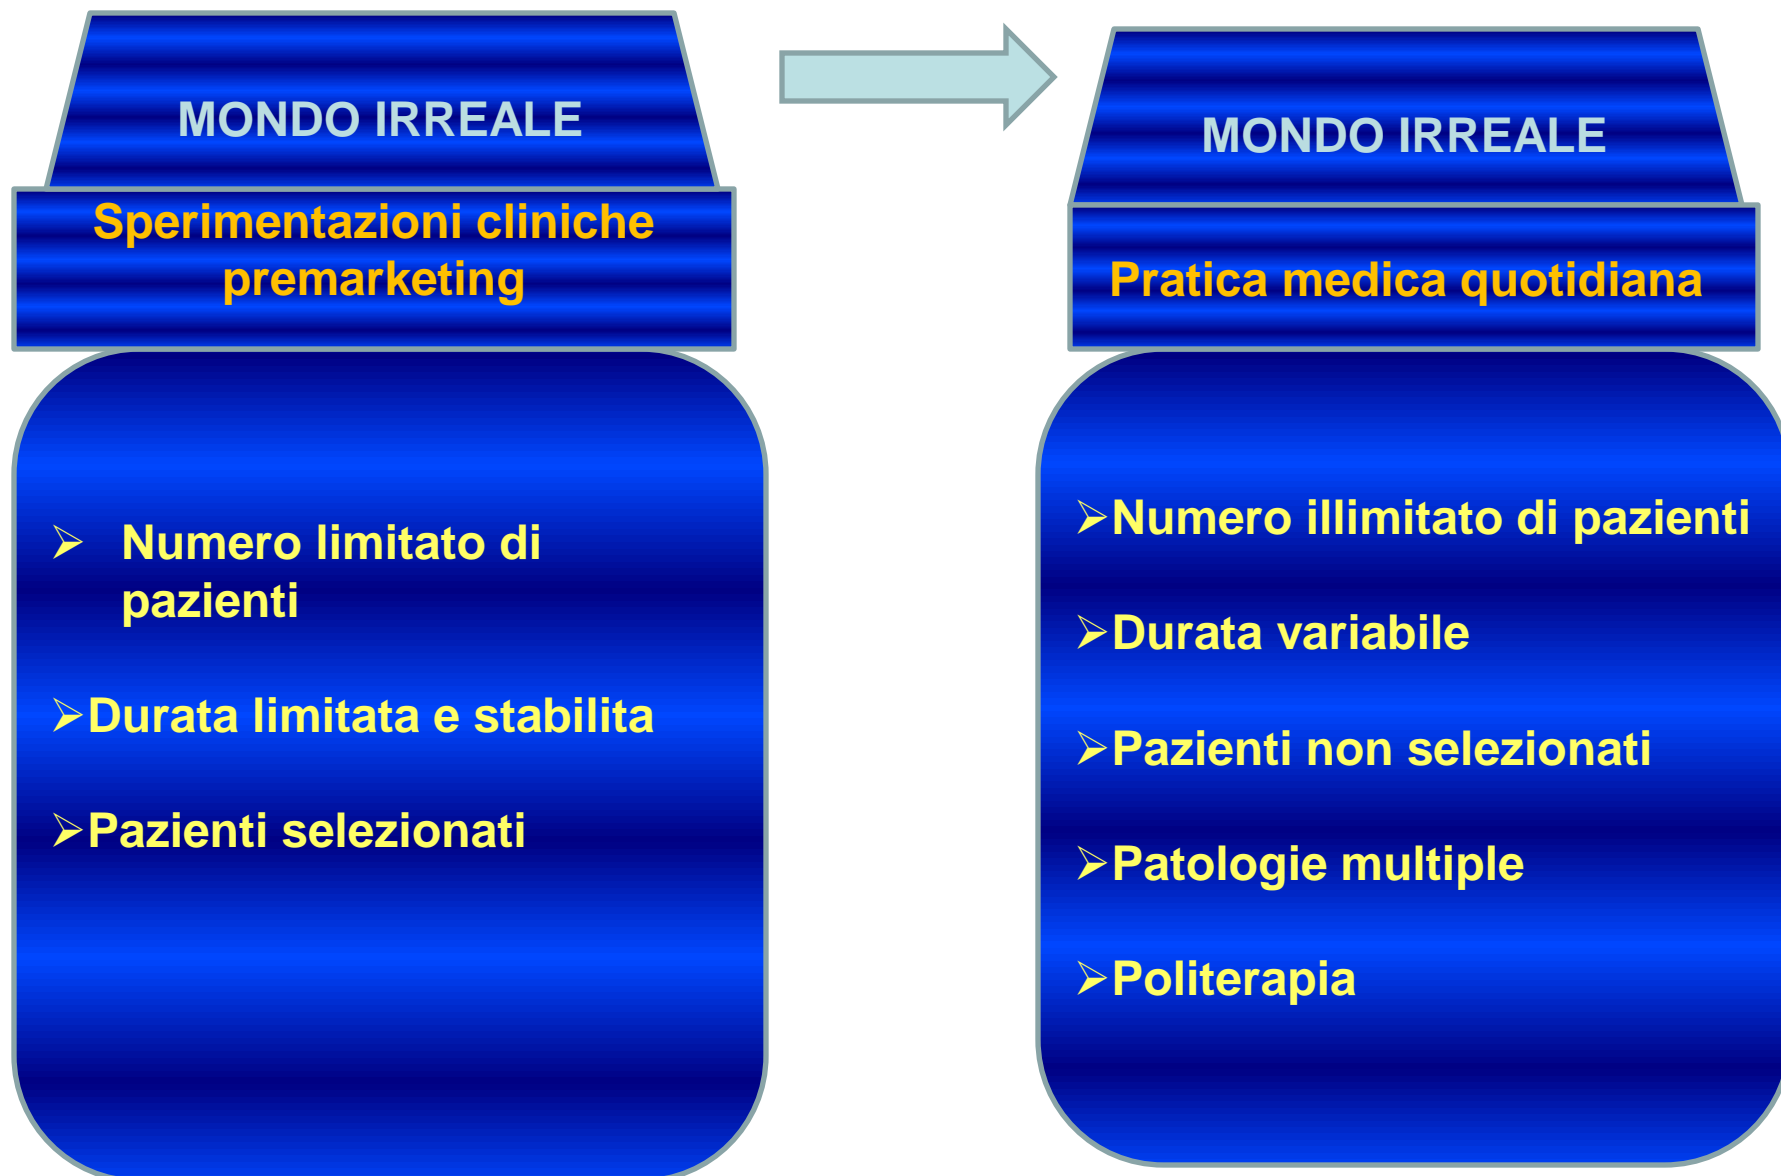 MONDO IRREALE
Sperimentazioni cliniche
premarketing
➢ Numero limitato di
pazienti
➢Durata limitata e stabilita
➢Pazienti selezionati
MONDO IRREALE
Pratica medica quotidiana
➢Numero illimitato di pazienti
➢Durata variabile
➢Pazienti non selezionati
➢Patologie multiple
➢Politerapia